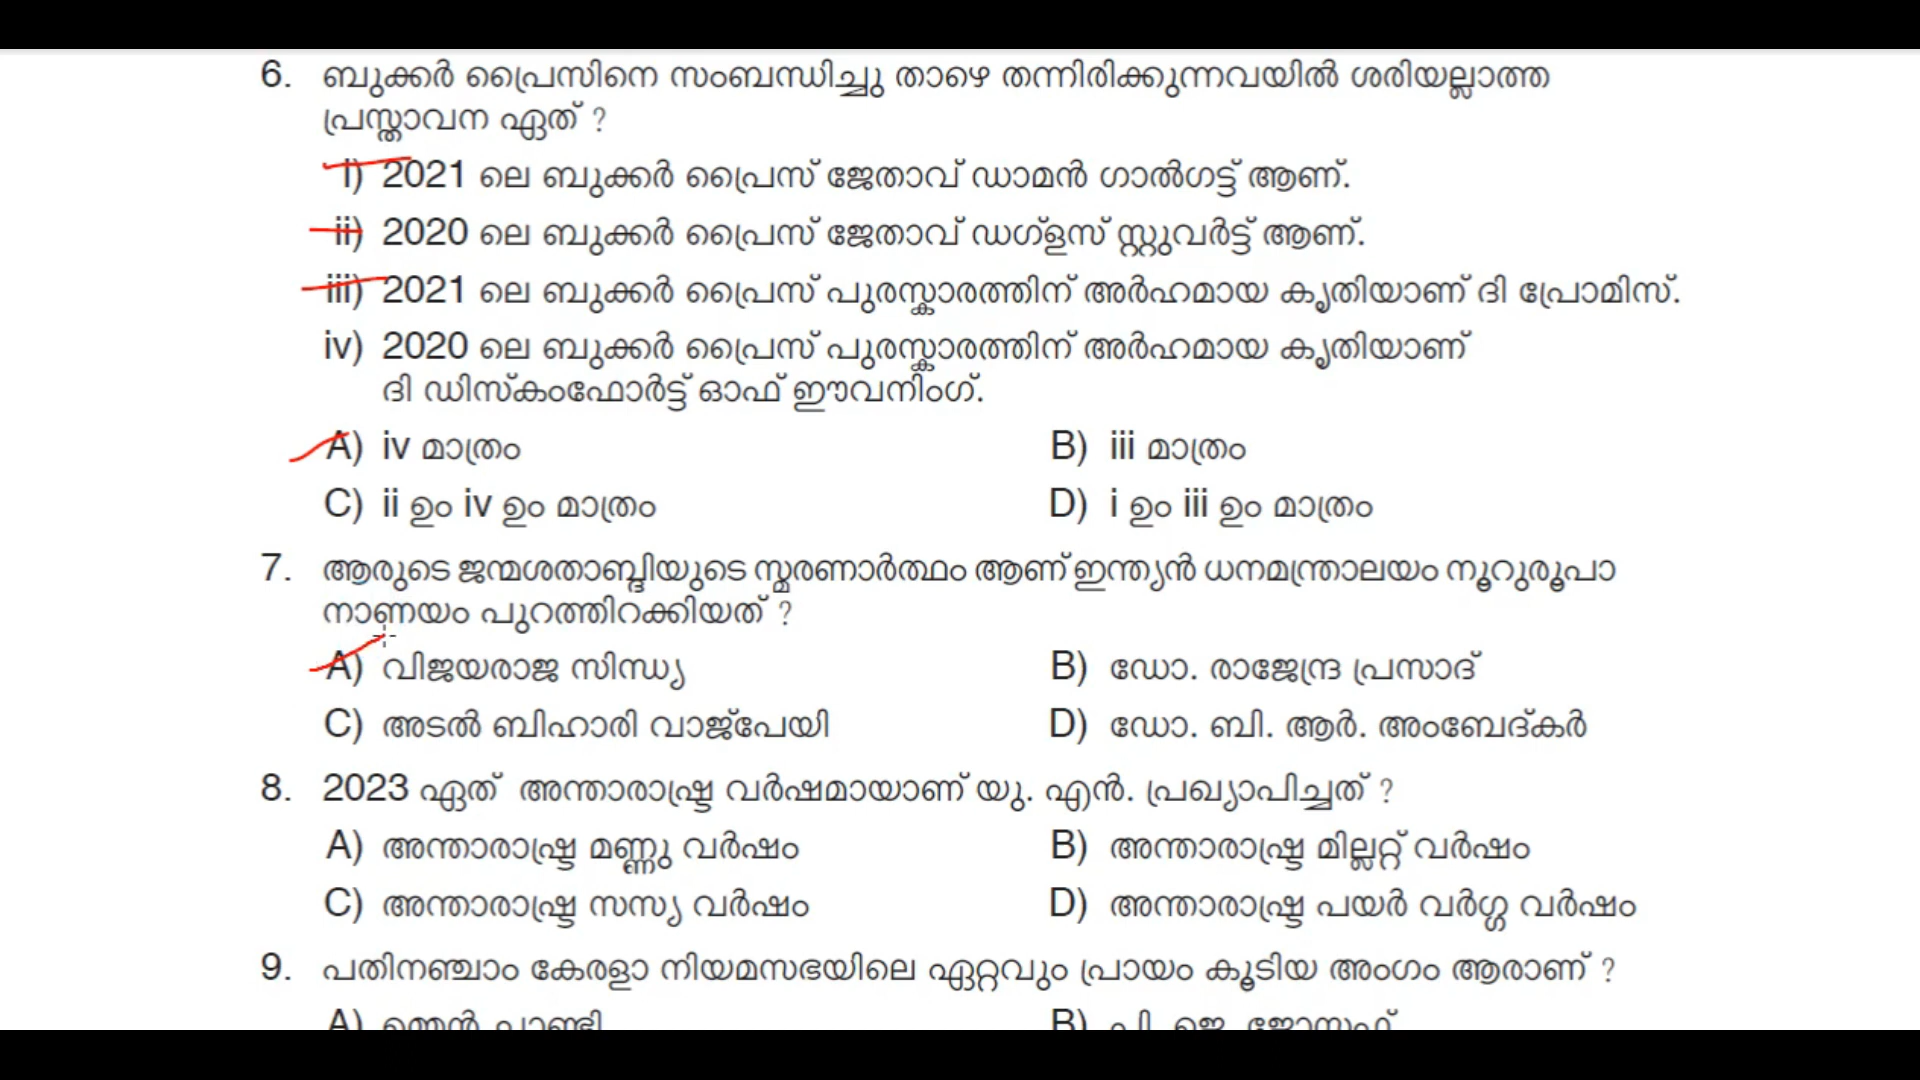 6. ബുക്കർ പ്രൈസിനെ സംബന്ധിച്ചു താഴെ തന്നിരിക്കുന്നവയിൽ ശരിയല്ലാത്ത
പ്രസ്താവന ഏത് ?
i) 2021 ലെ ബുക്കർ പ്രൈസ് ജേതാവ് ഡാമൻ ഗാൽഗട്ട് ആണ്.
ii) 2020 ലെ ബുക്കർ പ്രൈസ് ജേതാവ് ഡഗ്ളസ് സ്റ്റുവർട്ട് ആണ്.
iii) 2021 ലെ ബുക്കർ പ്രൈസ് പുരസ്കാരത്തിന് അർഹമായ കൃതിയാണ് ദി പ്രോമിസ്.
iv) 2020 ലെ ബുക്കർ പ്രൈസ് പുരസ്കാരത്തിന് അർഹമായ കൃതിയാണ്
ദി ഡിസ്കംഫോർട്ട് ഓഫ് ഈവനിംഗ്.
A) iv മാത്രം B) iii മാത്രം
C) ii ഉം iv ഉം മാത്രം D) i ഉം iii ഉം മാത്രം
7. ആരുടെ ജന്മശതാബ്ദിയുടെ സ്മരണാർത്ഥം ആണ് ഇന്ത്യൻ ധനമന്ത്രാലയം നൂറുരൂപാ
നാണയം പുറത്തിറക്കിയത് ?
A) വിജയരാജ സിന്ധ്യ B) ഡോ. രാജേന്ദ്ര പ്രസാദ്
C) അടൽ ബിഹാരി വാജ്പേയി D) ഡോ. ബി. ആർ. അംബേദ്കർ
8. 2023 ഏത് അന്താരാഷ്ട്ര വർഷമായാണ് യു. എൻ. പ്രഖ്യാപിച്ചത് ?
A) അന്താരാഷ്ട്ര മണ്ണു വർഷം B) അന്താരാഷ്ട്ര മില്ലറ്റ് വർഷം
C) അന്താരാഷ്ട്ര സസ്യ വർഷം D) അന്താരാഷ്ട്ര പയർ വർഗ്ഗ വർഷം
9. പതിനഞ്ചാം കേരളാ നിയമസഭയിലെ ഏറ്റവും പ്രായം കൂടിയ അംഗം ആരാണ് ?
A) ഉമ്മൻ ചാണ്ടി B) പി. ജെ. ജോസഫ്